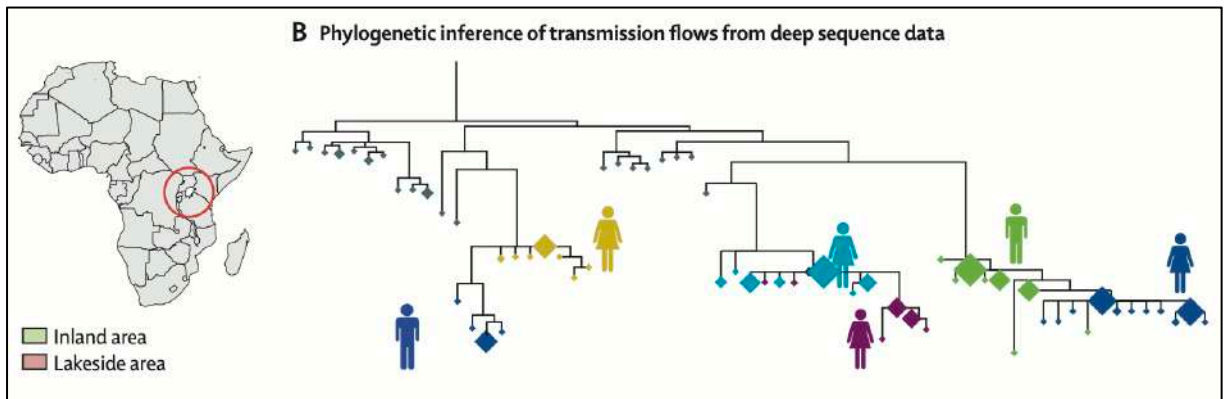 B Phylogenetic inference of transmission flows from deep sequence data
Inland area
Lakeside area